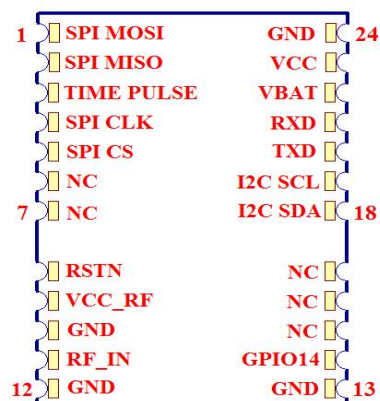 1 SPI MOSI GND 24
SPI MISO VCC
TIME PULSE VBAT
SPI CLK RXD
SPI CS TXD
NC I2C SCL
7 NC I2C SDA 18
RSTN NC
VCC_RF NC
GND NC
RF_IN GPIO14
12 GND GND 13